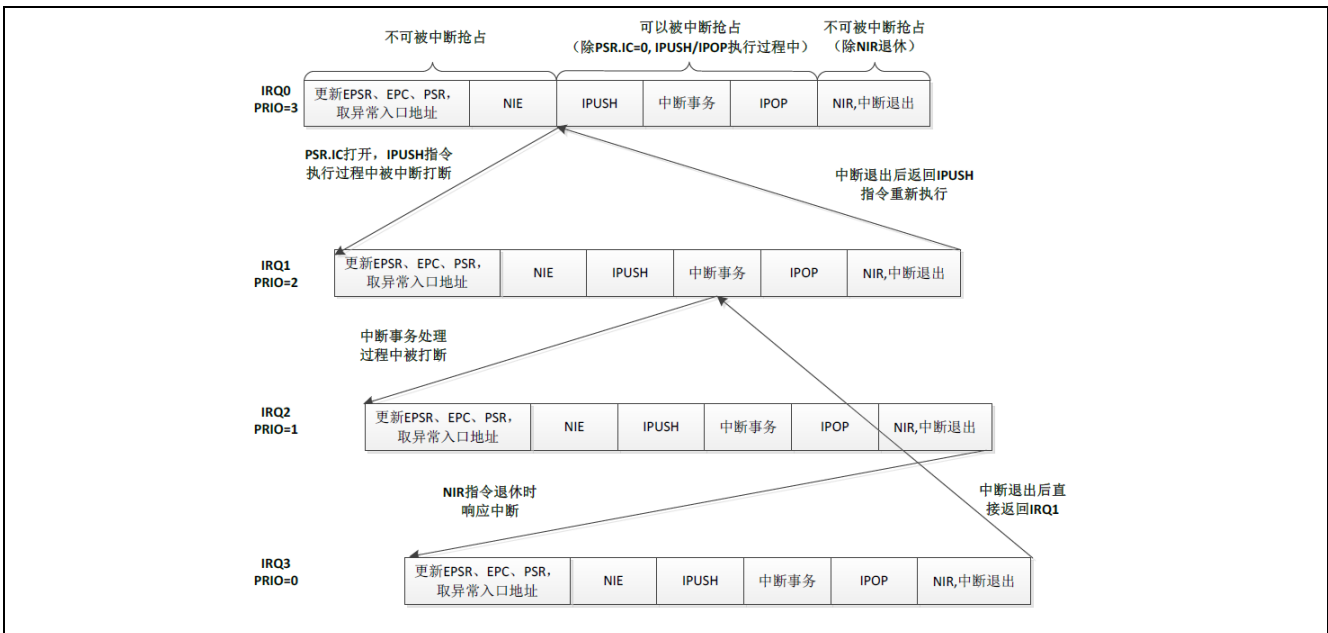 不可被中断抢占
可以被中断抢占
（除PSR.IC=0, IPUSH/IPOP执行过程中）
不可被中断抢占
（除NIR退休）
IRQ0
PRIO=3
更新EPSR、EPC、PSR，
取异常入口地址
NIE
IPUSH
中断事务
IPOP
NIR,中断退出
PSR.IC打开，IPUSH指令
执行过程中被中断打断
中断退出后返回IPUSH
指令重新执行
IRQ1
PRIO=2
更新EPSR、EPC、PSR，
取异常入口地址
NIE
IPUSH
中断事务
IPOP
NIR,中断退出
中断事务处理
过程中被打断
IRQ2
PRIO=1
更新EPSR、EPC、PSR，
取异常入口地址
NIE
IPUSH
中断事务
IPOP
NIR,中断退出
NIR指令退休时
响应中断
中断退出后直
接返回IRQ1
IRQ3
PRIO=0
更新EPSR、EPC、PSR，
取异常入口地址
NIE
IPUSH
中断事务
IPOP
NIR,中断退出